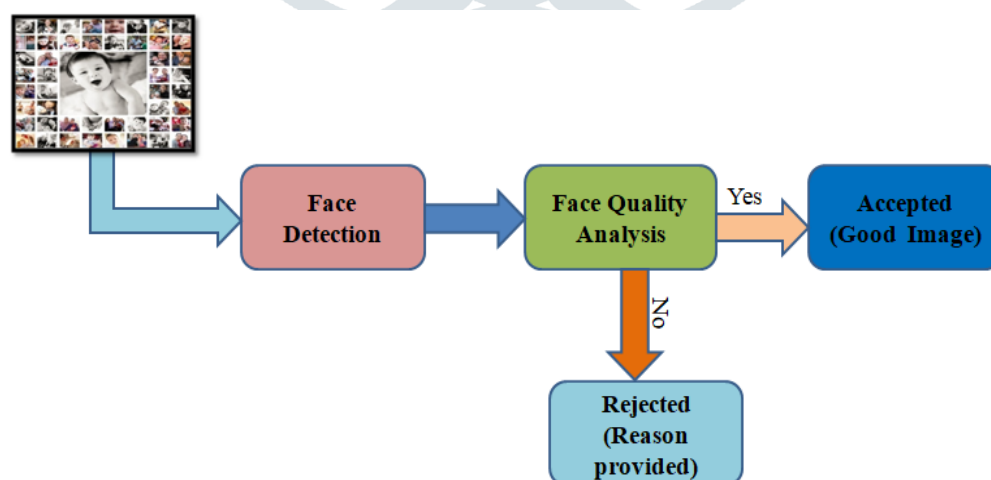 Face
Detection
Face Quality
Analysis
Yes
Accepted
(Good Image)
No
Rejected
(Reason
provided)